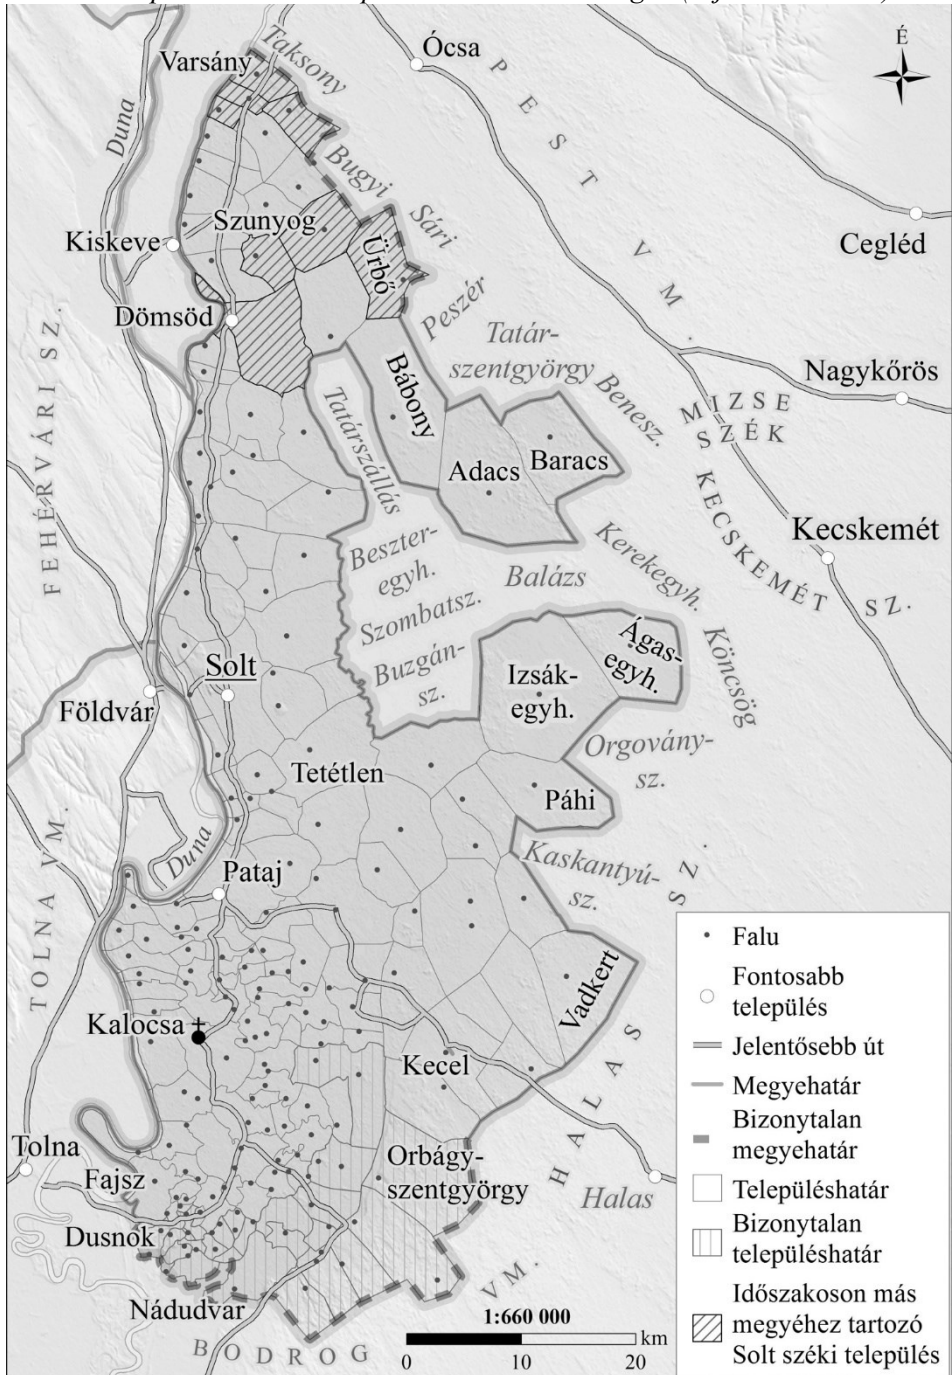 Varsány
Taksony
Ócsa
É
PEST VM.
Duna
Bugyi
Szunyog
Sári
Kiskeve
Ürbő
Cegléd
Peszér
Dömsöd
Tatár-
szentgyörgy
Bábony
Benesz.
Nagykőrös
MIZSE
SZÉK
FEHÉRVÁRI SZ.
Tatárszállás
Adacs
Baracs
KECSKEMÉT SZ.
Kecskemét
Beszter-
egyh.
Kerekegyh.
Balázs
Szombatsz.
Solt
Buzgán-
sz.
Izsák-
egyh.
Ágas-
egyh.
Köncsög
Földvár
Orgovány-
sz.
Tetétlen
Páhi
TOLNA VM.
Duna
Kaskantyú-
sz.
Pataj
Vadkert
Kalocsa
Kecel
HALAS SZ.
Tolna
Orbágy-
szentgyörgy
Fajsz
Halas
Dusnok
Nádudvar
BODROG VM.
1:660 000
km
0 10 20
Falu
Fontosabb
település
Jelentősebb út
Megyehatár
Bizonytalan
megyehatár
Településhatár
Bizonytalan
településhatár
Időszakoson más
megyéhez tartozó
Solt széki település